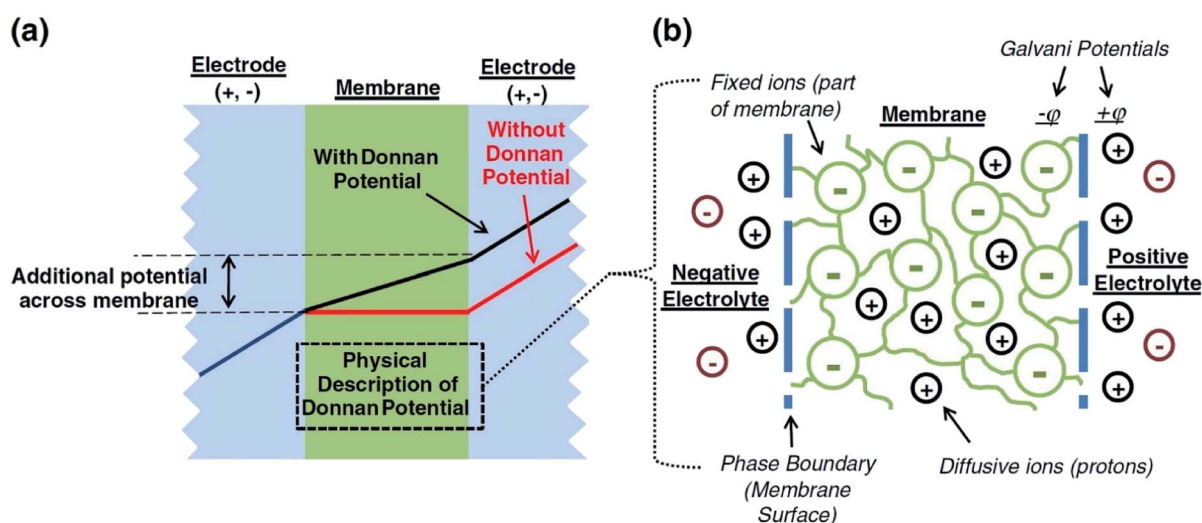 (a)
Electrode
(+, -)
Membrane
Electrode
(+,-)
With Donnan
Potential
Without
Donnan
Potential
Additional potential
across membrane
Physical
Description of
Donnan Potential
(b)
Galvani Potentials
Fixed ions (part
of membrane)
Membrane
-φ
+φ
+
-
+
-
+
-
-
-
-
-
-
-
-
-
-
+
+
+
+
+
+
+
+
+
+
+
-
-
Negative
Electrolyte
Positive
Electrolyte
Phase Boundary
(Membrane
Surface)
Diffusive ions (protons)